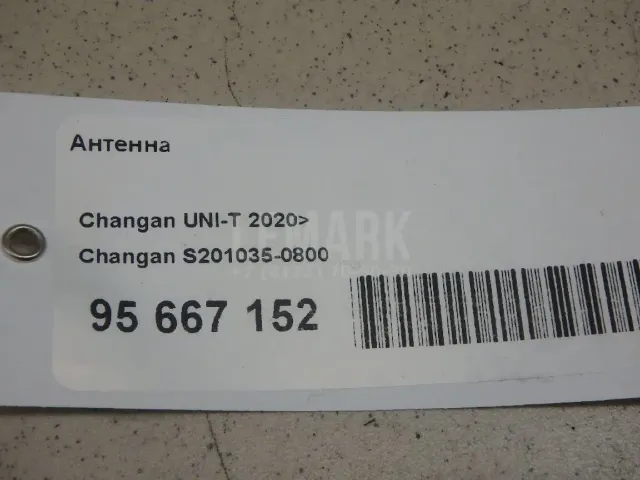 Антенна
Changan UNI-T 2020>
Changan S201035-0800
95 667 152